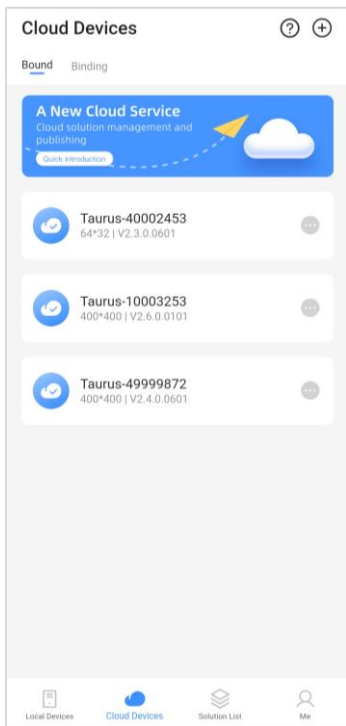 Cloud Devices
Bound Binding
A New Cloud Service
Cloud solution management and
publishing
Quick Introduction
Taurus-40002453
64*32 | V2.3.0.0601
Taurus-10003253
400*400 | V2.6.0.0101
Taurus-49999872
400*400 | V2.4.0.0601
Local Devices Cloud Devices Solution List Me